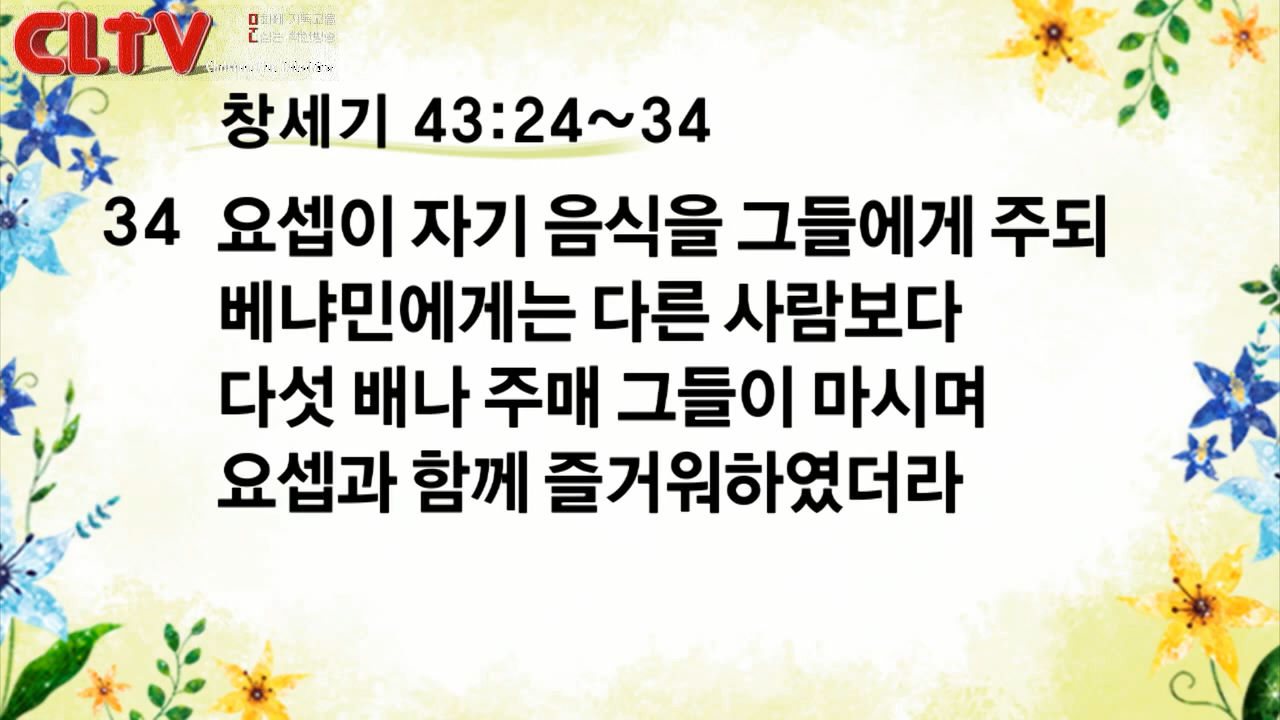 CLTV
창세기 43:24~34
34 요셉이 자기 음식을 그들에게 주되
베냐민에게는 다른 사람보다
다섯 배나 주매 그들이 마시며
요셉과 함께 즐거워하였더라